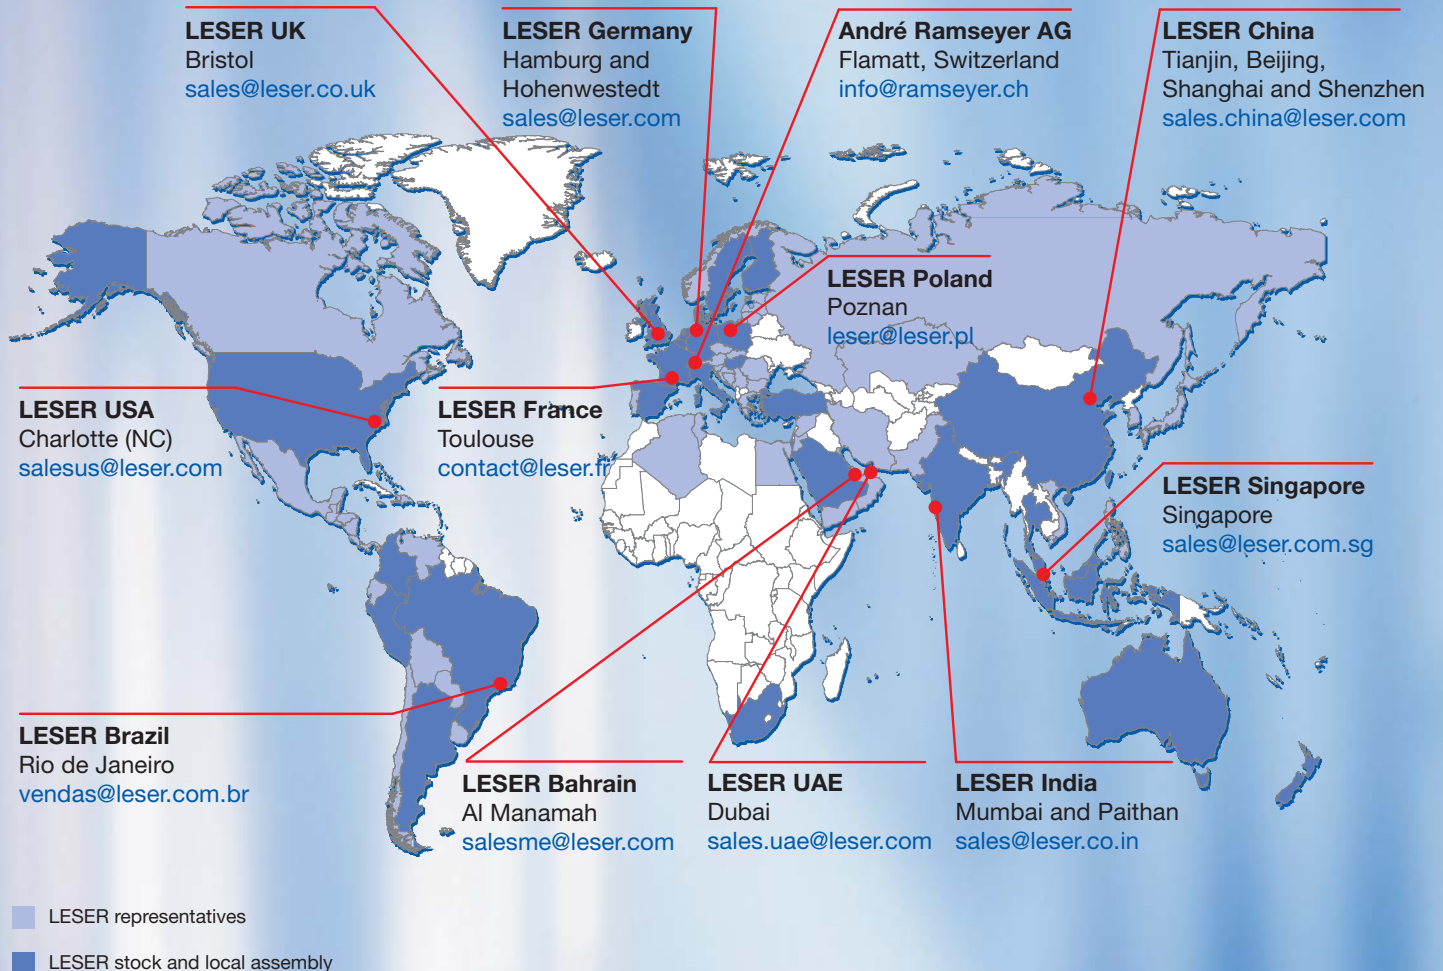 LESER UK
Bristol
sales@leser.co.uk
LESER Germany
Hamburg and
Hohenwestedt
sales@leser.com
André Ramseyer AG
Flamatt, Switzerland
info@ramseyer.ch
LESER China
Tianjin, Beijing,
Shanghai and Shenzhen
sales.china@leser.com
LESER Poland
Poznan
leser@leser.pl
LESER USA
Charlotte (NC)
salesus@leser.com
LESER France
Toulouse
contact@leser.fr
LESER Singapore
Singapore
sales@leser.com.sg
LESER Brazil
Rio de Janeiro
vendas@leser.com.br
LESER Bahrain
Al Manamah
salesme@leser.com
LESER UAE
Dubai
sales.uae@leser.com
LESER India
Mumbai and Paithan
sales@leser.co.in
LESER representatives
LESER stock and local assembly